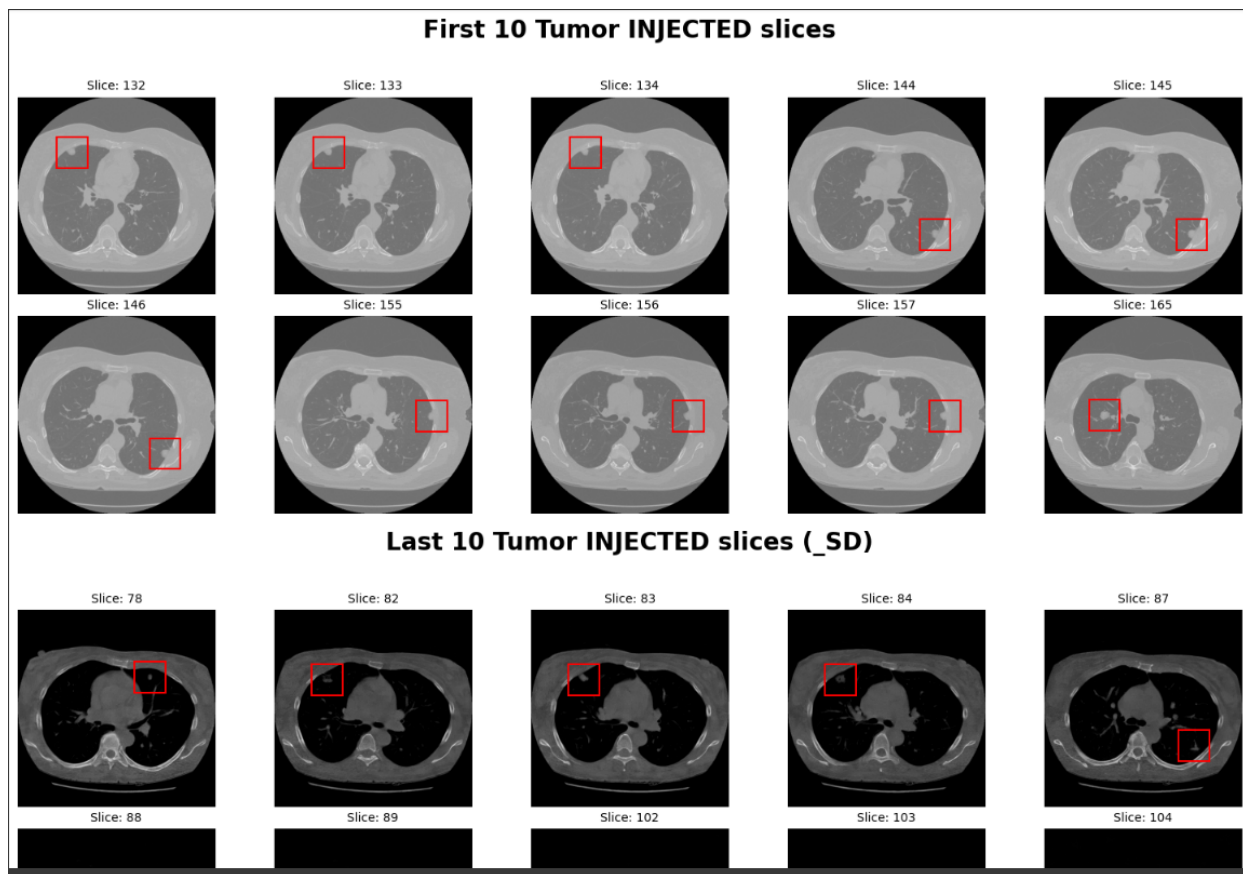 First 10 Tumor INJECTED slices
Slice: 132 Slice: 133 Slice: 134 Slice: 144 Slice: 145
Slice: 146 Slice: 155 Slice: 156 Slice: 157 Slice: 165
Last 10 Tumor INJECTED slices (_SD)
Slice: 78 Slice: 82 Slice: 83 Slice: 84 Slice: 87
Slice: 88 Slice: 89 Slice: 102 Slice: 103 Slice: 104